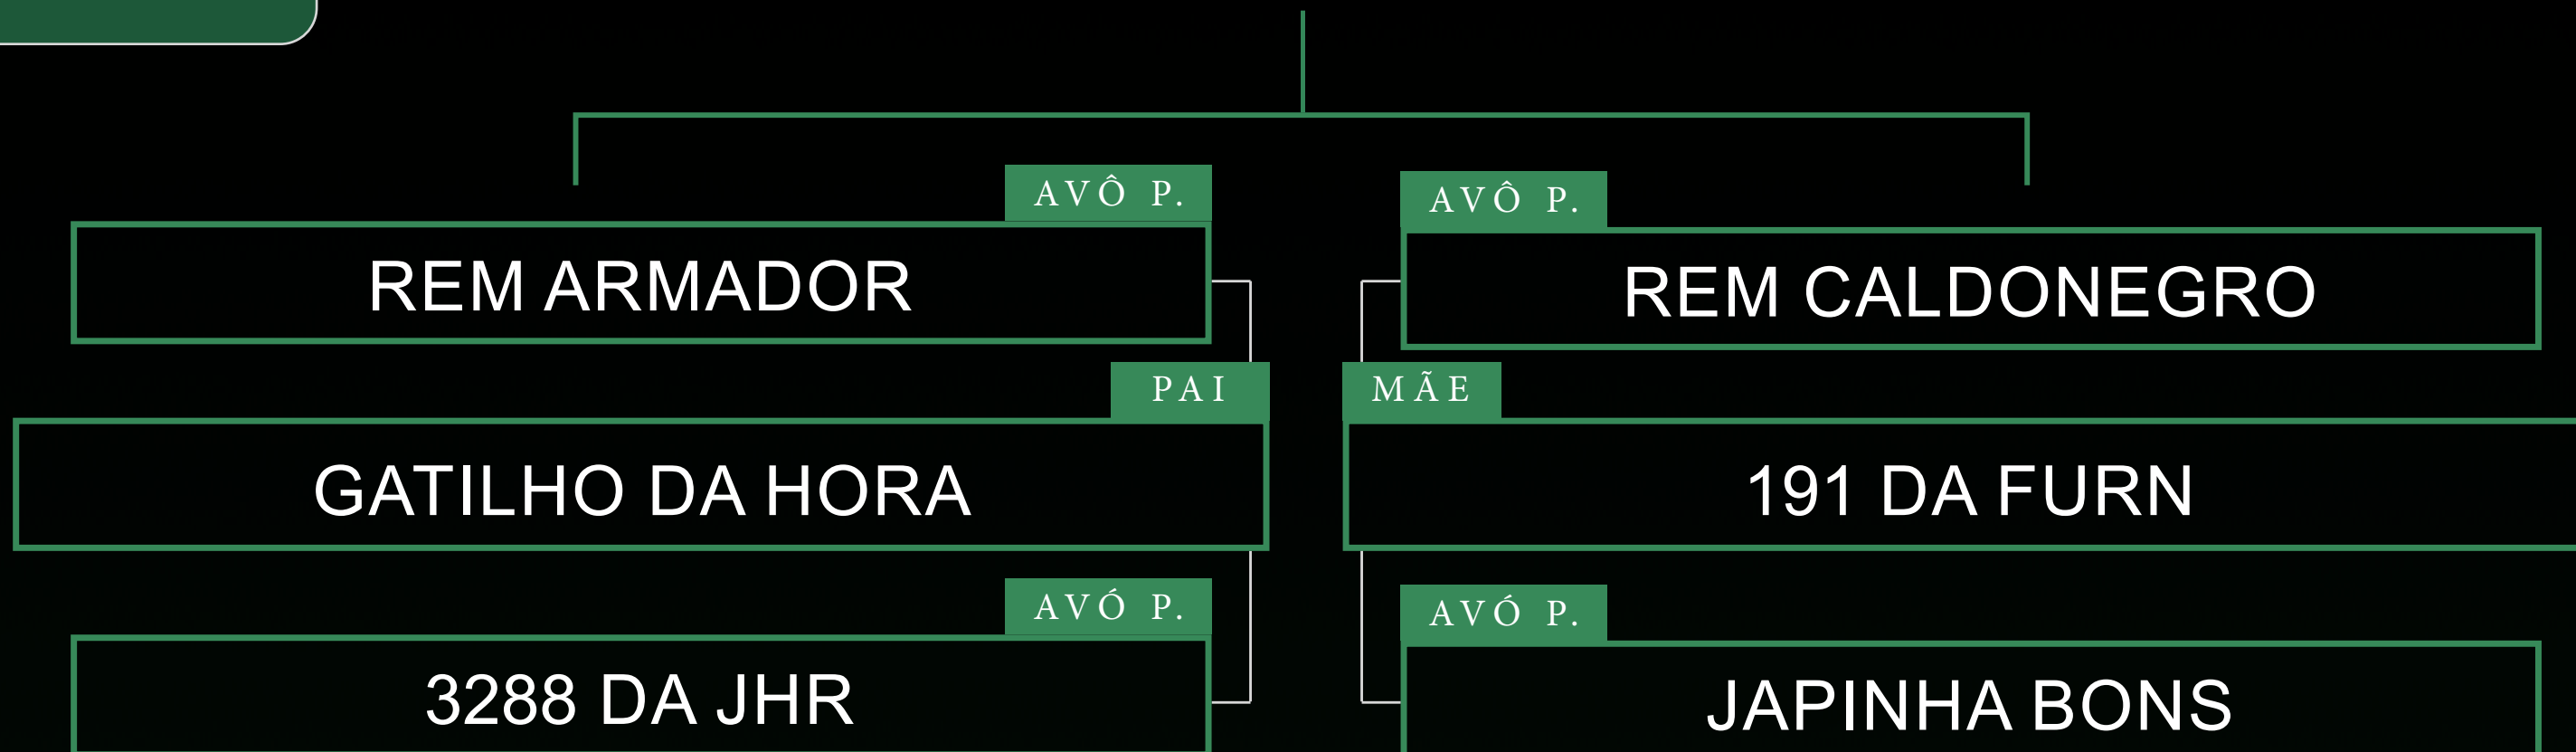 AVÔ P.
REM ARMADOR
PAI
GATILHO DA HORA
AVÓ P.
3288 DA JHR
AVÔ P.
REM CALDONEGRO
MÃE
191 DA FURN
AVÓ P.
JAPINHA BONS